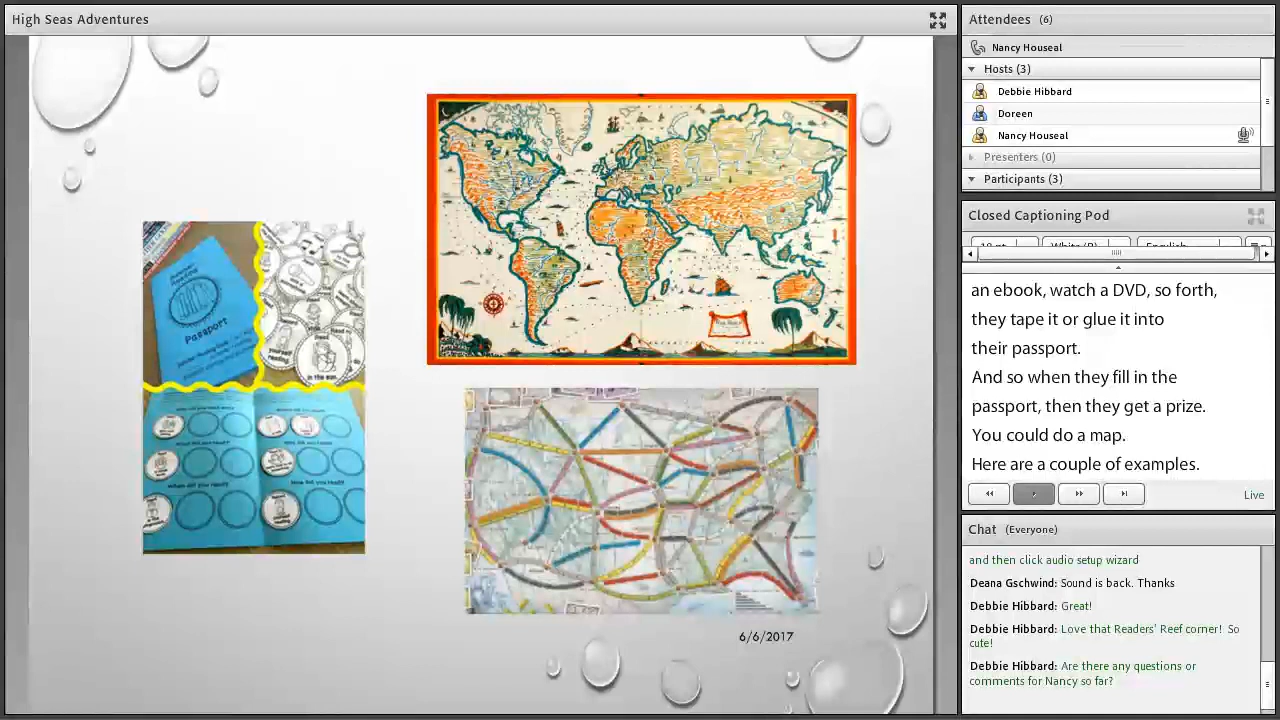 High Seas Adventures
Passport
6/6/2017
Attendees (6)
Nancy Houseal
Hosts (3)
Debbie Hibbard
Doreen
Nancy Houseal
Presenters (0)
Participants (3)
Closed Captioning Pod
an ebook, watch a DVD, so forth,
they tape it or glue it into
their passport.
And so when they fill in the
passport, then they get a prize.
You could do a map.
Here are a couple of examples.
Live
Chat (Everyone)
and then click audio setup wizard
Deana Gschwind: Sound is back. Thanks
Debbie Hibbard: Great!
Debbie Hibbard: Love that Readers' Reef corner! So
cute!
Debbie Hibbard: Are there any questions or
comments for Nancy so far?